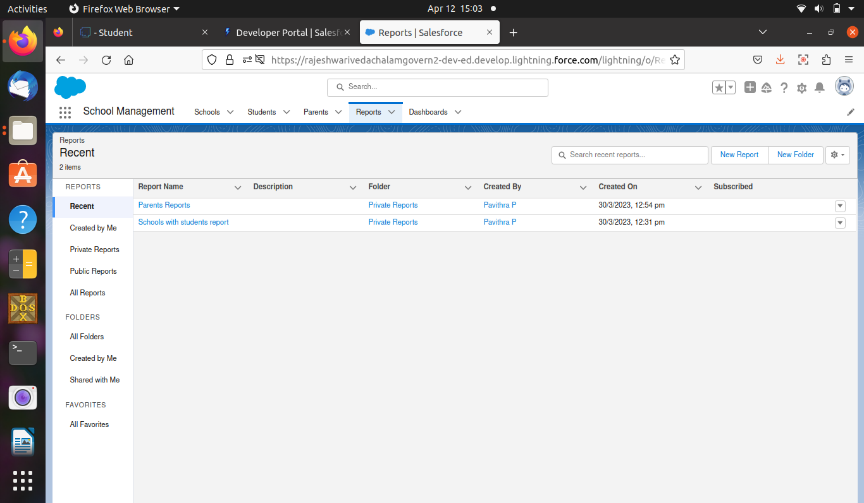 Activities Firefox Web Browser Apr 12 15:03
- Student Developer Portal | Salesh Reports | Salesforce
https://rajeshwarivedachalamgovern2-dev-ed.develop.lightning.force.com/lightning/o/Re
Search...
School Management Schools Students Parents Reports Dashboards
Reports
Recent
2 items
Search recent reports... New Report New Folder
REPORTS Report Name Description Folder Created By Created On Subscribed
Recent Parents Reports Private Reports Pavithra P 30/3/2023, 12:54 pm
Schools with students report Private Reports Pavithra P 30/3/2023, 12:31 pm
Created by Me
Private Reports
Public Reports
All Reports
FOLDERS
All Folders
Created by Me
Shared with Me
FAVORITES
All Favorites